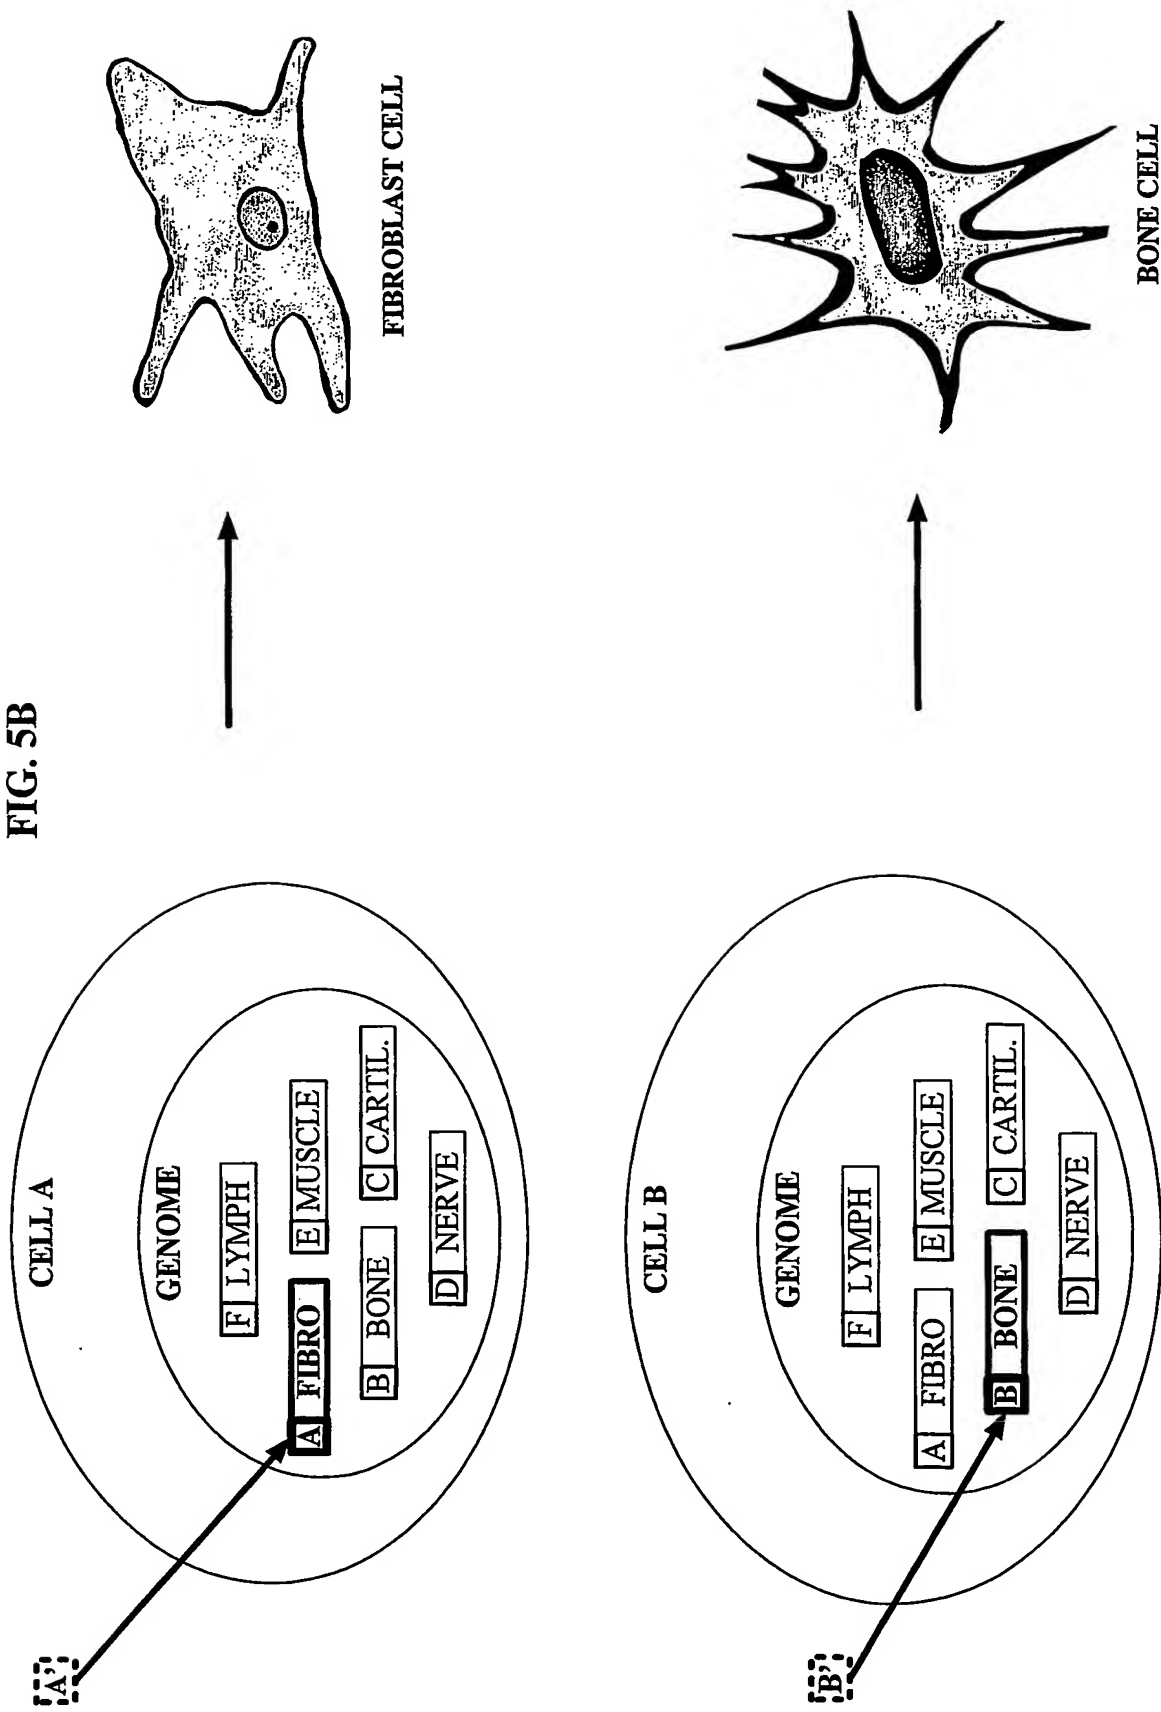 FIG. 5B
CELL A
GENOME
F LYMPH
A FIBRO
E MUSCLE
B BONE
C CARTIL.
D NERVE
A'
FIBROBLAST CELL
CELL B
GENOME
F LYMPH
A FIBRO
E MUSCLE
B BONE
C CARTIL.
D NERVE
B'
BONE CELL